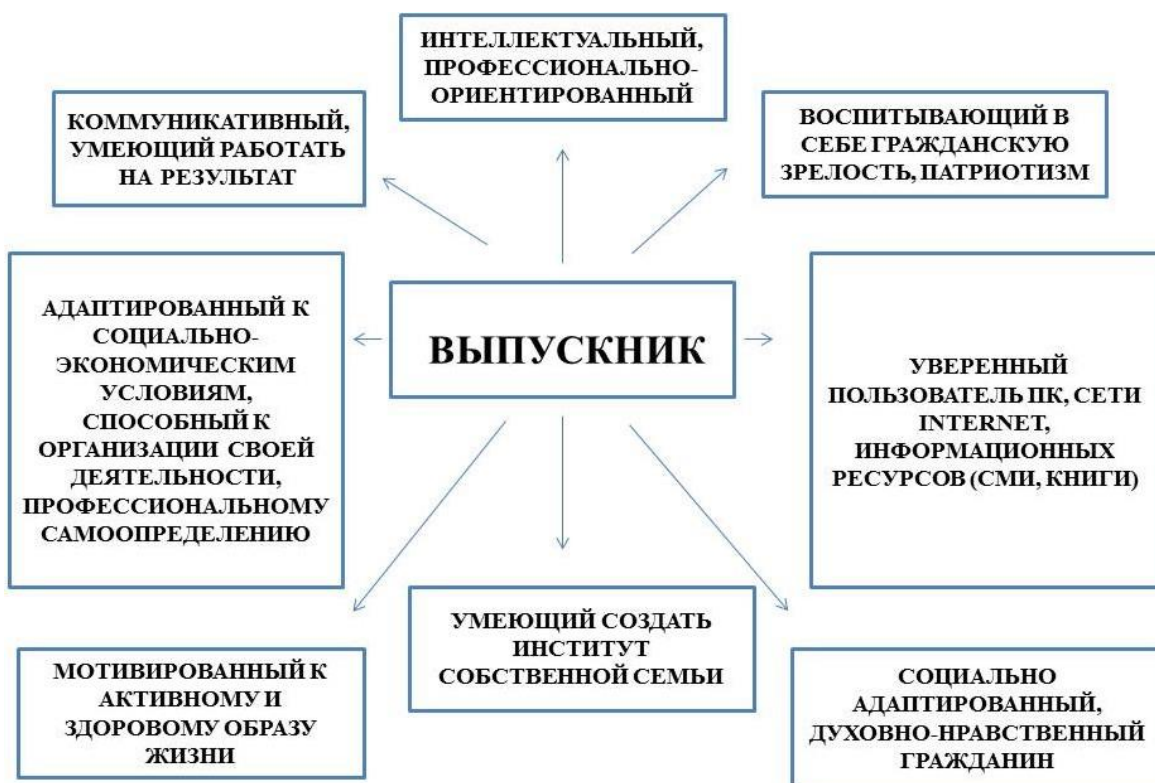 ИНТЕЛЛЕКТУАЛЬНЫЙ,
ПРОФЕССИОНАЛЬНО-
ОРИЕНТИРОВАННЫЙ
КОММУНИКАТИВНЫЙ,
УМЕЮЩИЙ РАБОТАТЬ
НА РЕЗУЛЬТАТ
ВОСПИТЫВАЮЩИЙ В
СЕБЕ ГРАЖДАНСКУЮ
ЗРЕЛОСТЬ, ПАТРИОТИЗМ
АДАПТИРОВАННЫЙ К
СОЦИАЛЬНО-
ЭКОНОМИЧЕСКИМ
УСЛОВИЯМ,
СПОСОБНЫЙ К
ОРГАНИЗАЦИИ СВОЕЙ
ДЕЯТЕЛЬНОСТИ,
ПРОФЕССИОНАЛЬНОМУ
САМООПРЕДЕЛЕНИЮ
ВЫПУСКНИК
УВЕРЕННЫЙ
ПОЛЬЗОВАТЕЛЬ ПК, СЕТИ
INTERNET,
ИНФОРМАЦИОННЫХ
РЕСУРСОВ (СМИ, КНИГИ)
МОТИВИРОВАННЫЙ К
АКТИВНОМУ И
ЗДОРОВОМУ ОБРАЗУ
ЖИЗНИ
УМЕЮЩИЙ СОЗДАТЬ
ИНСТИТУТ
СОБСТВЕННОЙ СЕМЬИ
СОЦИАЛЬНО
АДАПТИРОВАННЫЙ,
ДУХОВНО-НРАВСТВЕННЫЙ
ГРАЖДАНИН